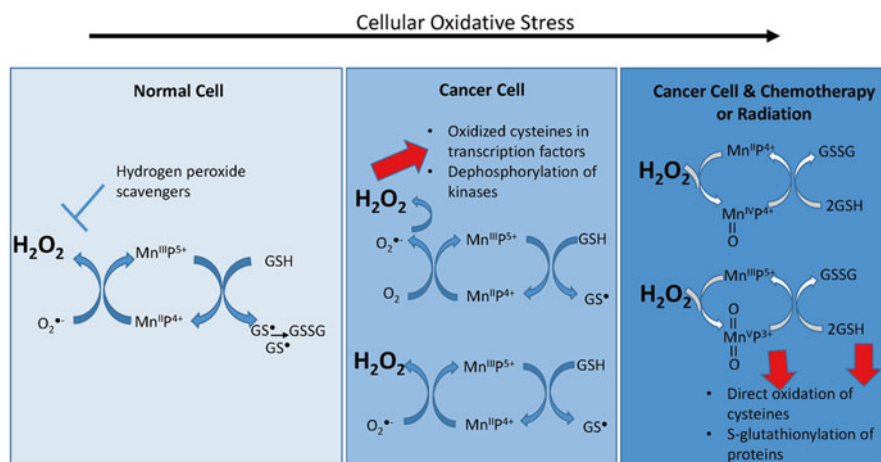 Cellular Oxidative Stress
Normal Cell
Hydrogen peroxide
scavengers
H₂O₂
MnᴵᴵᴵP⁵⁺
GSH
O₂•-
MnᴵᴵP⁴⁺
GS•
GSSG
GS•
Cancer Cell
• Oxidized cysteines in
transcription factors
• Dephosphorylation of
kinases
H₂O₂
O₂•-
MnᴵᴵᴵP⁵⁺
GSH
O₂
MnᴵᴵP⁴⁺
GS•
H₂O₂
MnᴵᴵᴵP⁵⁺
GSH
O₂•-
MnᴵᴵP⁴⁺
GS•
Cancer Cell & Chemotherapy
or Radiation
MnᴵᴵP⁴⁺
GSSG
H₂O₂
MnᴵⱽP⁴⁺
O
2GSH
MnᴵᴵᴵP⁵⁺
GSSG
H₂O₂
O
MnⱽP³⁺
O
2GSH
• Direct oxidation of
cysteines
• S-glutathionylation of
proteins